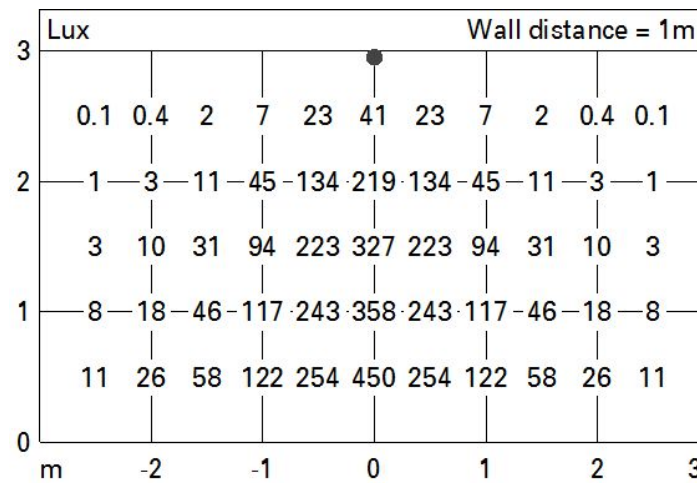 Lux Wall distance = 1m
3
0.1 0.4 2 7 23 41 23 7 2 0.4 0.1
2 1 3 11 45 134 219 134 45 11 3 1
3 10 31 94 223 327 223 94 31 10 3
1 8 18 46 117 243 358 243 117 46 18 8
11 26 58 122 254 450 254 122 58 26 11
0
m -2 -1 0 1 2 3